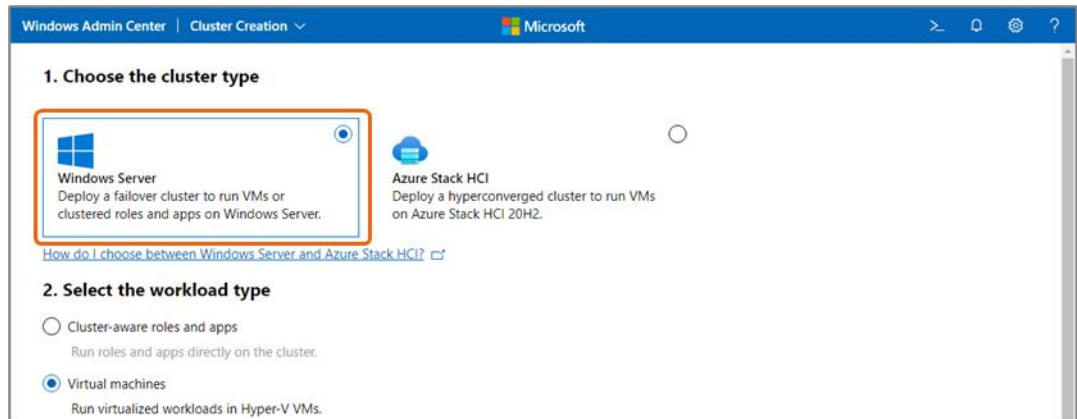 Windows Admin Center | Cluster Creation
Microsoft
1. Choose the cluster type
Windows Server
Deploy a failover cluster to run VMs or
clustered roles and apps on Windows Server.
Azure Stack HCI
Deploy a hyperconverged cluster to run VMs
on Azure Stack HCI 20H2.
How do I choose between Windows Server and Azure Stack HCI?
2. Select the workload type
Cluster-aware roles and apps
Run roles and apps directly on the cluster.
Virtual machines
Run virtualized workloads in Hyper-V VMs.